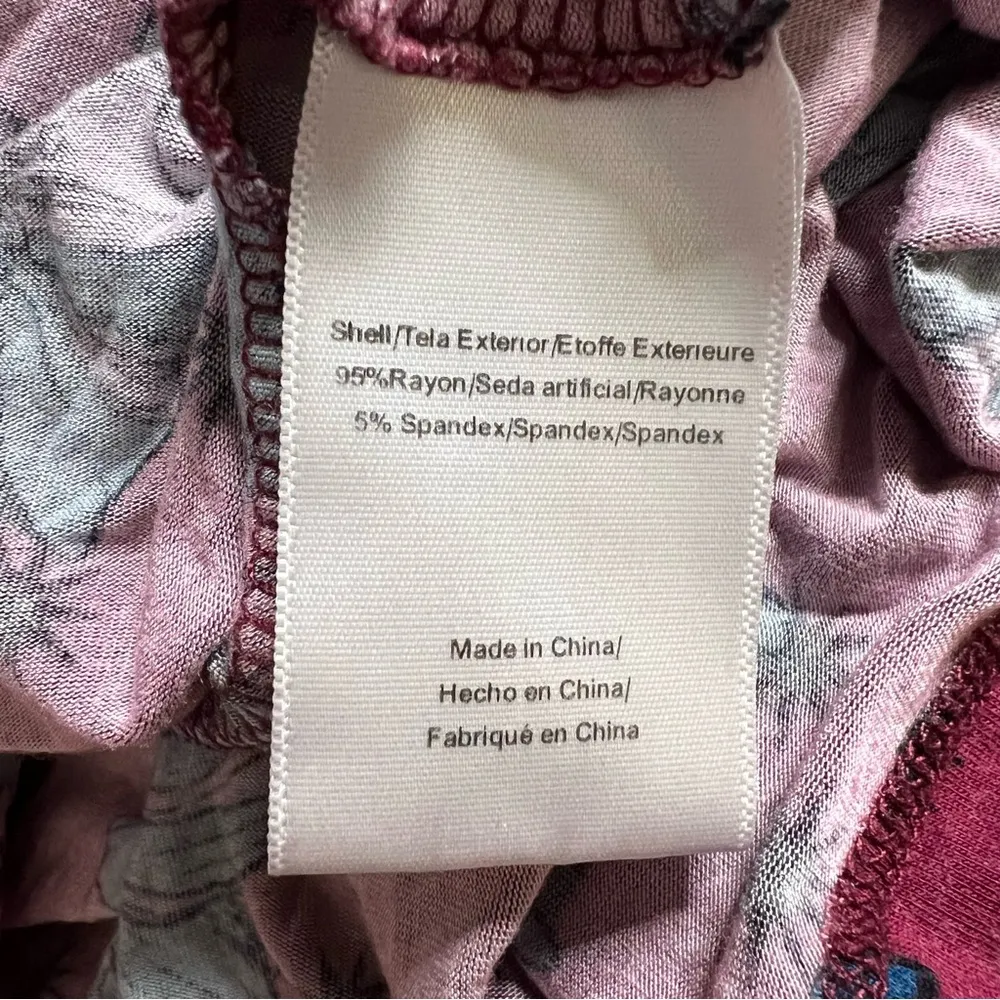 Shell/Tela Exterior/Etoffe Exterieure
95%Rayon/Seda artificial/Rayonne
5% Spandex/Spandex/Spandex
Made in China/
Hecho en China/
Fabriqué en China